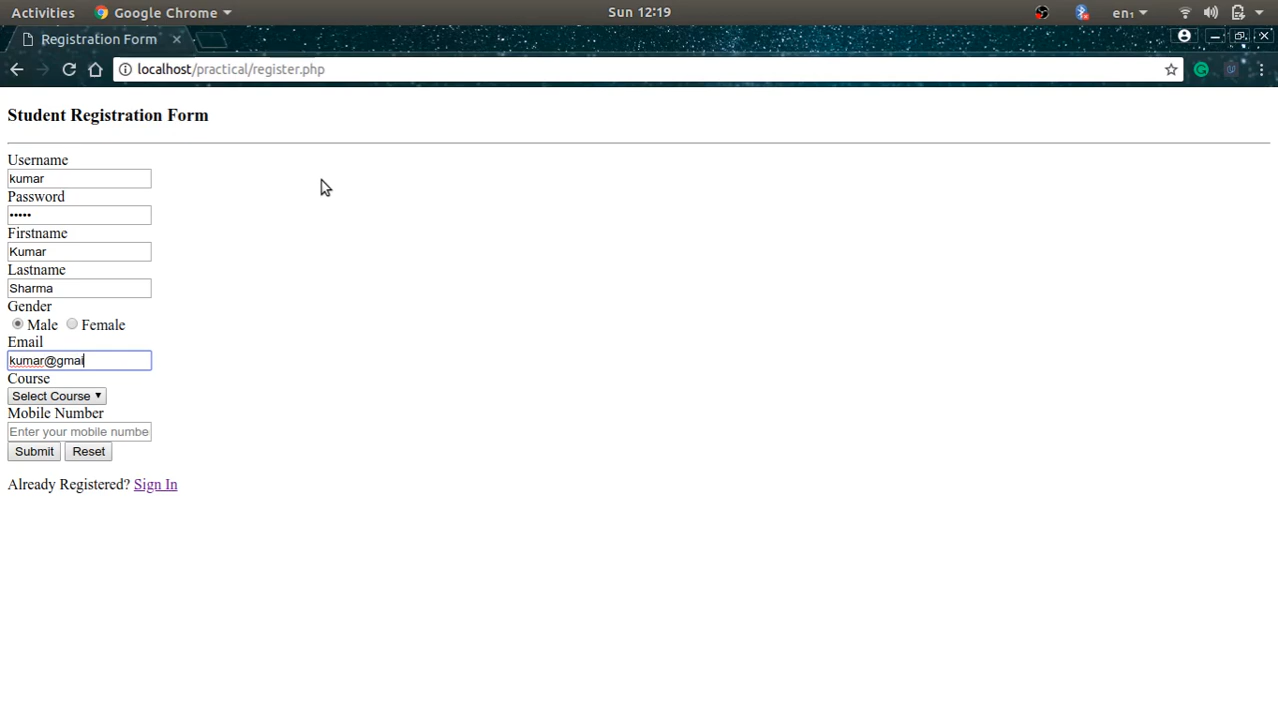 Activities Google Chrome Sun 12:19 en₁
Registration Form
localhost/practical/register.php
Student Registration Form
Username
kumar
Password
•••••
Firstname
Kumar
Lastname
Sharma
Gender
Male Female
Email
kumar@gmai
Course
Select Course
Mobile Number
Enter your mobile numbe
Submit Reset
Already Registered? Sign In